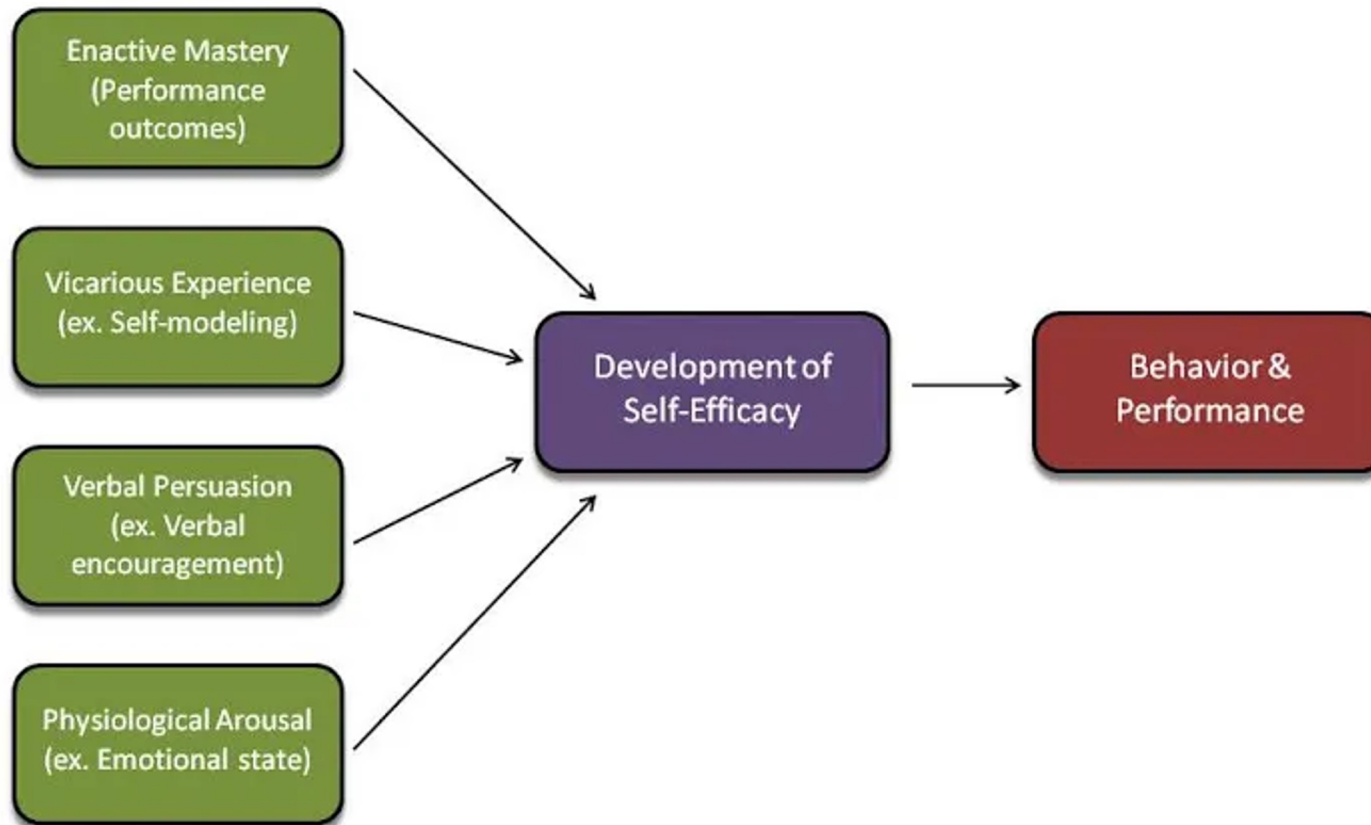 Enactive Mastery
(Performance
outcomes)
Vicarious Experience
(ex. Self-modeling)
Verbal Persuasion
(ex. Verbal
encouragement)
Physiological Arousal
(ex. Emotional state)
Development of
Self-Efficacy
Behavior &
Performance